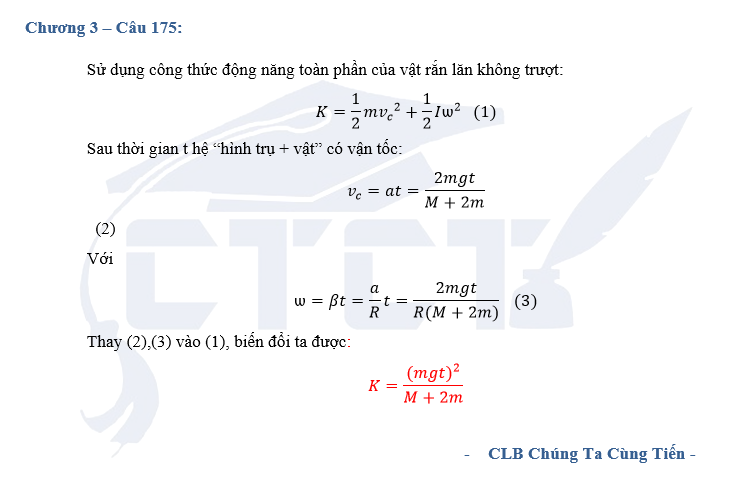 Chương 3 – Câu 175:
Sử dụng công thức động năng toàn phần của vật rắn lăn không trượt:
K = \frac{1}{2}mv_c^2 + \frac{1}{2}Iω^2 (1)
Sau thời gian t hệ “hình trụ + vật” có vận tốc:
v_c = at = \frac{2mgt}{M + 2m}
(2)
Với
ω = βt = \frac{a}{R}t = \frac{2mgt}{R(M + 2m)} (3)
Thay (2),(3) vào (1), biến đổi ta được:
K = \frac{(mgt)^2}{M + 2m}
CTCT
- CLB Chúng Ta Cùng Tiến -